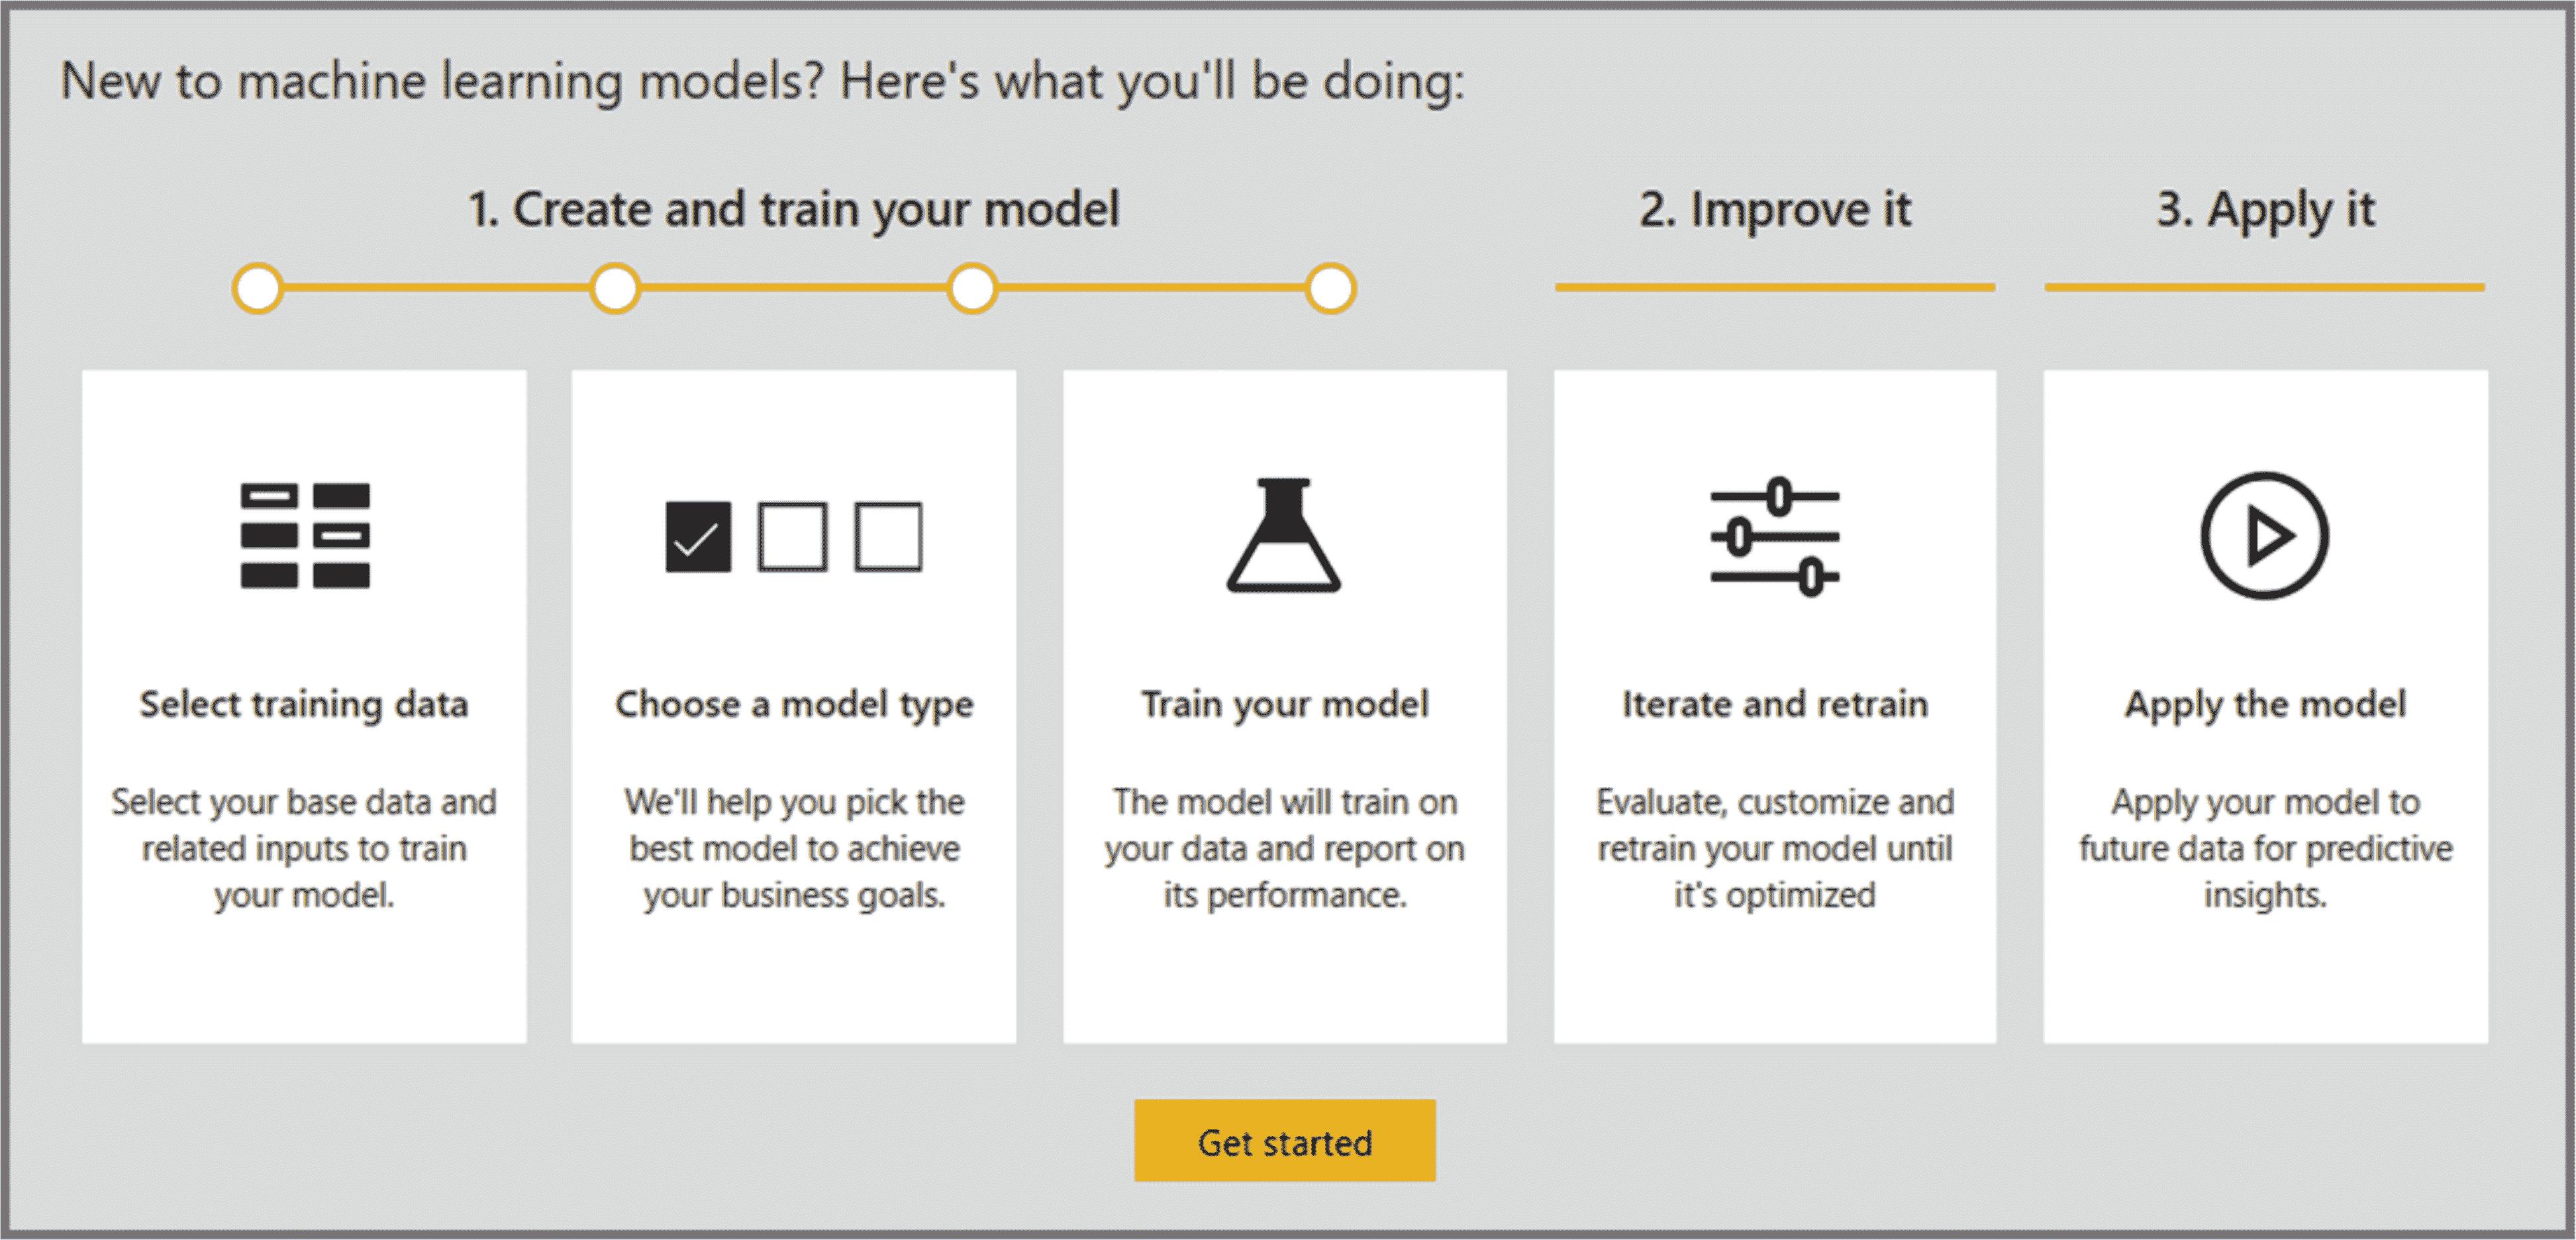 New to machine learning models? Here's what you'll be doing:
1. Create and train your model
2. Improve it
3. Apply it
Select training data
Select your base data and
related inputs to train
your model.
Choose a model type
We'll help you pick the
best model to achieve
your business goals.
Train your model
The model will train on
your data and report on
its performance.
Iterate and retrain
Evaluate, customize and
retrain your model until
it's optimized
Apply the model
Apply your model to
future data for predictive
insights.
Get started